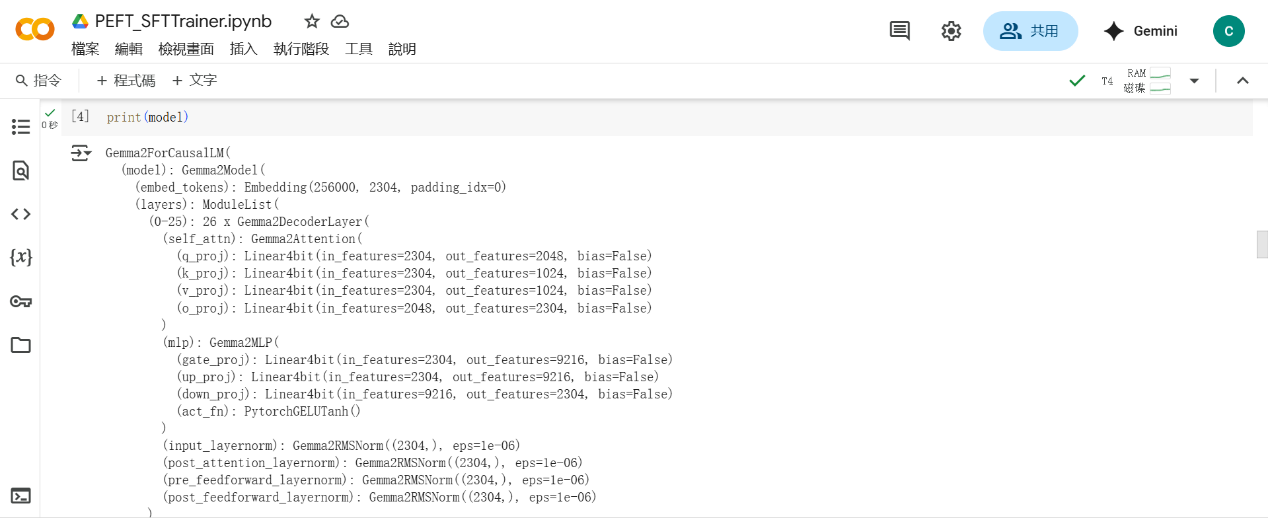 PEFT_SFTTrainer.ipynb
檔案 編輯 檢視畫面 插入 執行階段 工具 說明
共用
Gemini
C
指令 + 程式碼 + 文字
T4
RAM
磁碟
0 秒
[4] print(model)
Gemma2ForCausalLM(
(model): Gemma2Model(
(embed_tokens): Embedding(256000, 2304, padding_idx=0)
(layers): ModuleList(
(0-25): 26 x Gemma2DecoderLayer(
(self_attn): Gemma2Attention(
(q_proj): Linear4bit(in_features=2304, out_features=2048, bias=False)
(k_proj): Linear4bit(in_features=2304, out_features=1024, bias=False)
(v_proj): Linear4bit(in_features=2304, out_features=1024, bias=False)
(o_proj): Linear4bit(in_features=2048, out_features=2304, bias=False)
)
(mlp): Gemma2MLP(
(gate_proj): Linear4bit(in_features=2304, out_features=9216, bias=False)
(up_proj): Linear4bit(in_features=2304, out_features=9216, bias=False)
(down_proj): Linear4bit(in_features=9216, out_features=2304, bias=False)
(act_fn): PytorchGELUTanh()
)
(input_layernorm): Gemma2RMSNorm((2304,), eps=1e-06)
(post_attention_layernorm): Gemma2RMSNorm((2304,), eps=1e-06)
(pre_feedforward_layernorm): Gemma2RMSNorm((2304,), eps=1e-06)
(post_feedforward_layernorm): Gemma2RMSNorm((2304,), eps=1e-06)
)